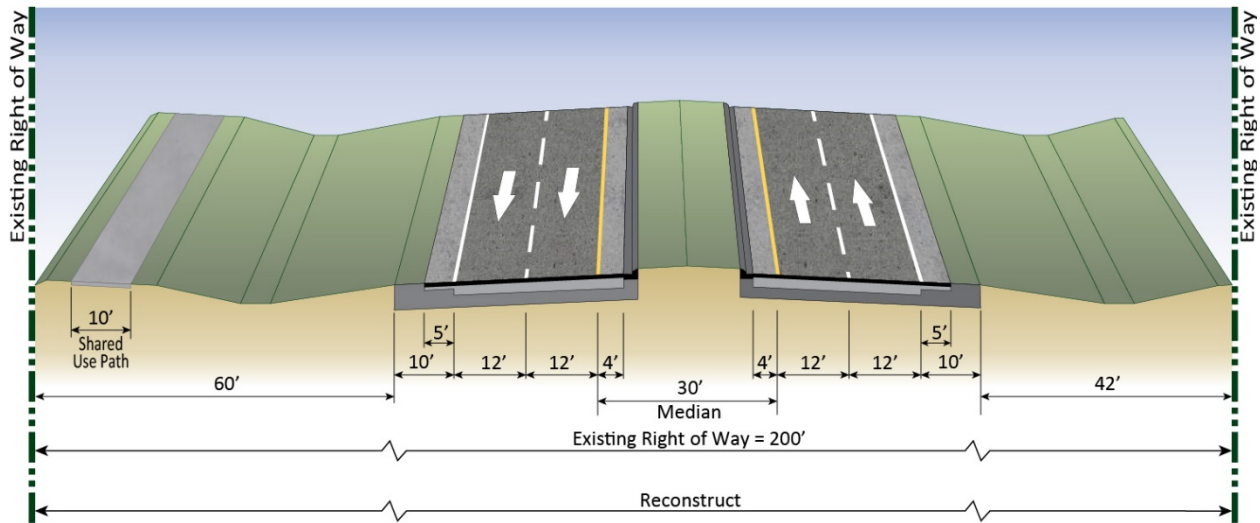 Existing Right of Way
Existing Right of Way
10’
Shared
Use Path
5’
5’
10’
12’
12’
4’
4’
12’
12’
10’
60’
30’
42’
Median
Existing Right of Way = 200’
Reconstruct